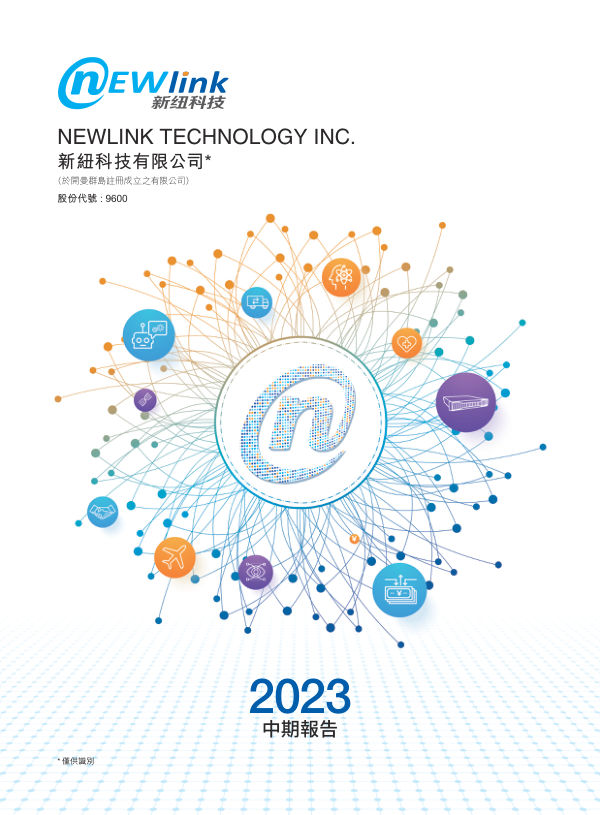 nEWlink
新纽科技
NEWLINK TECHNOLOGY INC.
新紐科技有限公司*
(於開曼群島註冊成立之有限公司)
股份代號 : 9600
n
¥
¥
2023
中期報告
* 僅供識別